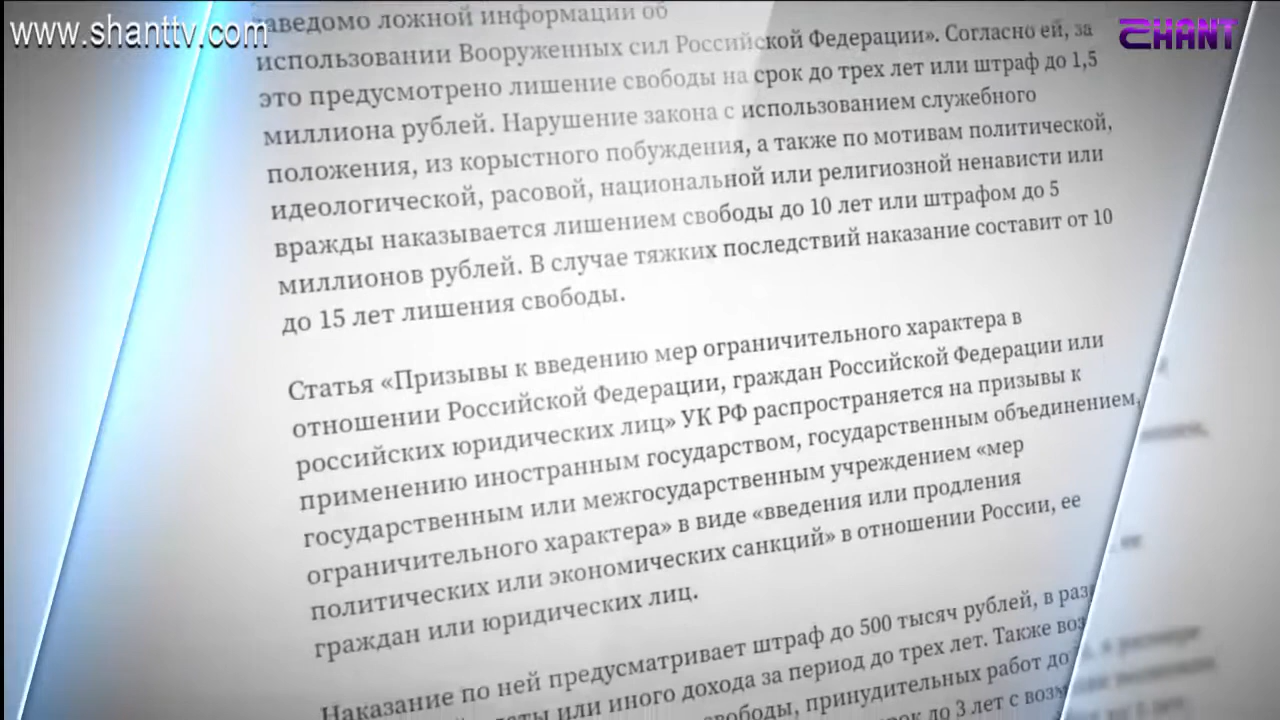 www.shanttv.com
SHANT
заведомо ложной информации об
использовании Вооруженных сил Российской Федерации». Согласно ей, за
это предусмотрено лишение свободы на срок до трех лет или штраф до 1,5
миллиона рублей. Нарушение закона с использованием служебного
положения, из корыстного побуждения, а также по мотивам политической,
идеологической, расовой, национальной или религиозной ненависти или
вражды наказывается лишением свободы до 10 лет или штрафом до 5
миллионов рублей. В случае тяжких последствий наказание составит от 10
до 15 лет лишения свободы.
Статья «Призывы к введению мер ограничительного характера в
отношении Российской Федерации, граждан Российской Федерации или
российских юридических лиц» УК РФ распространяется на призывы к
применению иностранным государством, государственным объединением,
государственным или межгосударственным учреждением «мер
ограничительного характера» в виде «введения или продления
политических или экономических санкций» в отношении России, ее
граждан или юридических лиц.
Наказание по ней предусматривает штраф до 500 тысяч рублей, в
или иного дохода за период до трех лет. Также
принудительных работ до
до 3 лет с